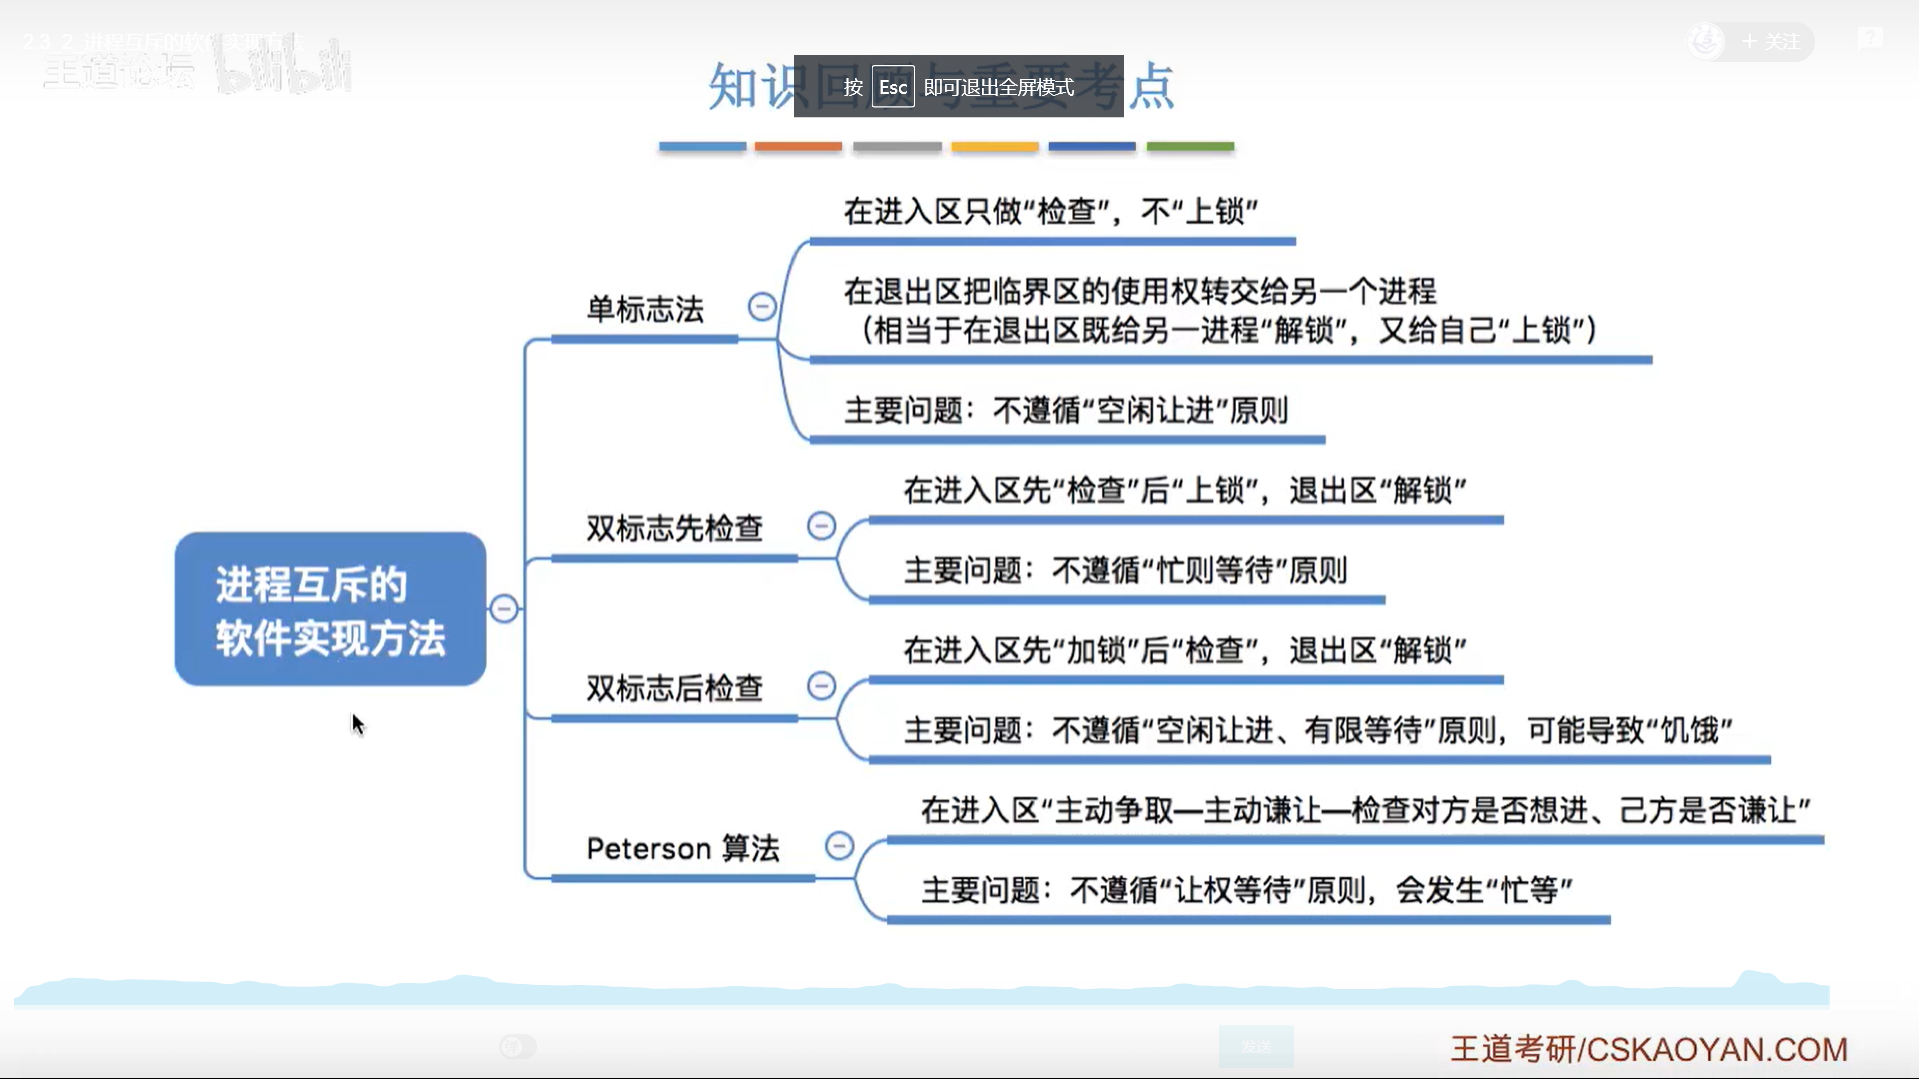 2.3_2_进程互斥的软件实现方法
+ 关注
王道论坛 bilibili
知识回顾与重要考点
按 Esc 即可退出全屏模式
在进入区只做“检查”，不“上锁”
单标志法
在退出区把临界区的使用权转交给另一个进程
（相当于在退出区既给另一进程“解锁”，又给自己“上锁”）
主要问题：不遵循“空闲让进”原则
在进入区先“检查”后“上锁”，退出区“解锁”
双标志先检查
主要问题：不遵循“忙则等待”原则
进程互斥的
软件实现方法
在进入区先“加锁”后“检查”，退出区“解锁”
双标志后检查
主要问题：不遵循“空闲让进、有限等待”原则，可能导致“饥饿”
在进入区“主动争取—主动谦让—检查对方是否想进、己方是否谦让”
Peterson 算法
主要问题：不遵循“让权等待”原则，会发生“忙等”
发送
王道考研/CSKAOYAN.COM